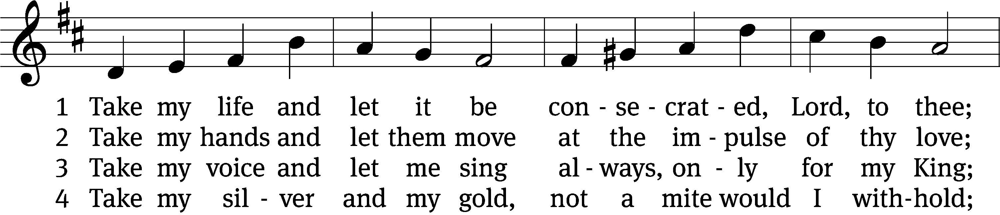 1 Take my life and let it be con - se - crat - ed, Lord, to thee;
2 Take my hands and let them move at the im - pulse of thy love;
3 Take my voice and let me sing al - ways, on - ly for my King;
4 Take my sil - ver and my gold, not a mite would I with-hold;